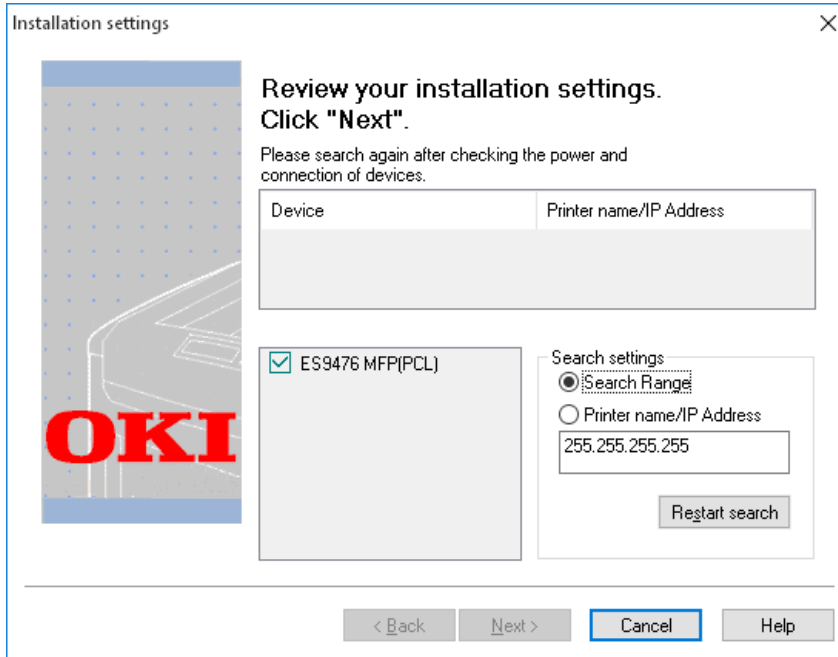 Installation settings
Review your installation settings.
Click "Next".
Please search again after checking the power and
connection of devices.
Device Printer name/IP Address
ES9476 MFP(PCL)
Search settings
Search Range
Printer name/IP Address
255.255.255.255
OKI
Restart search
< Back Next > Cancel Help